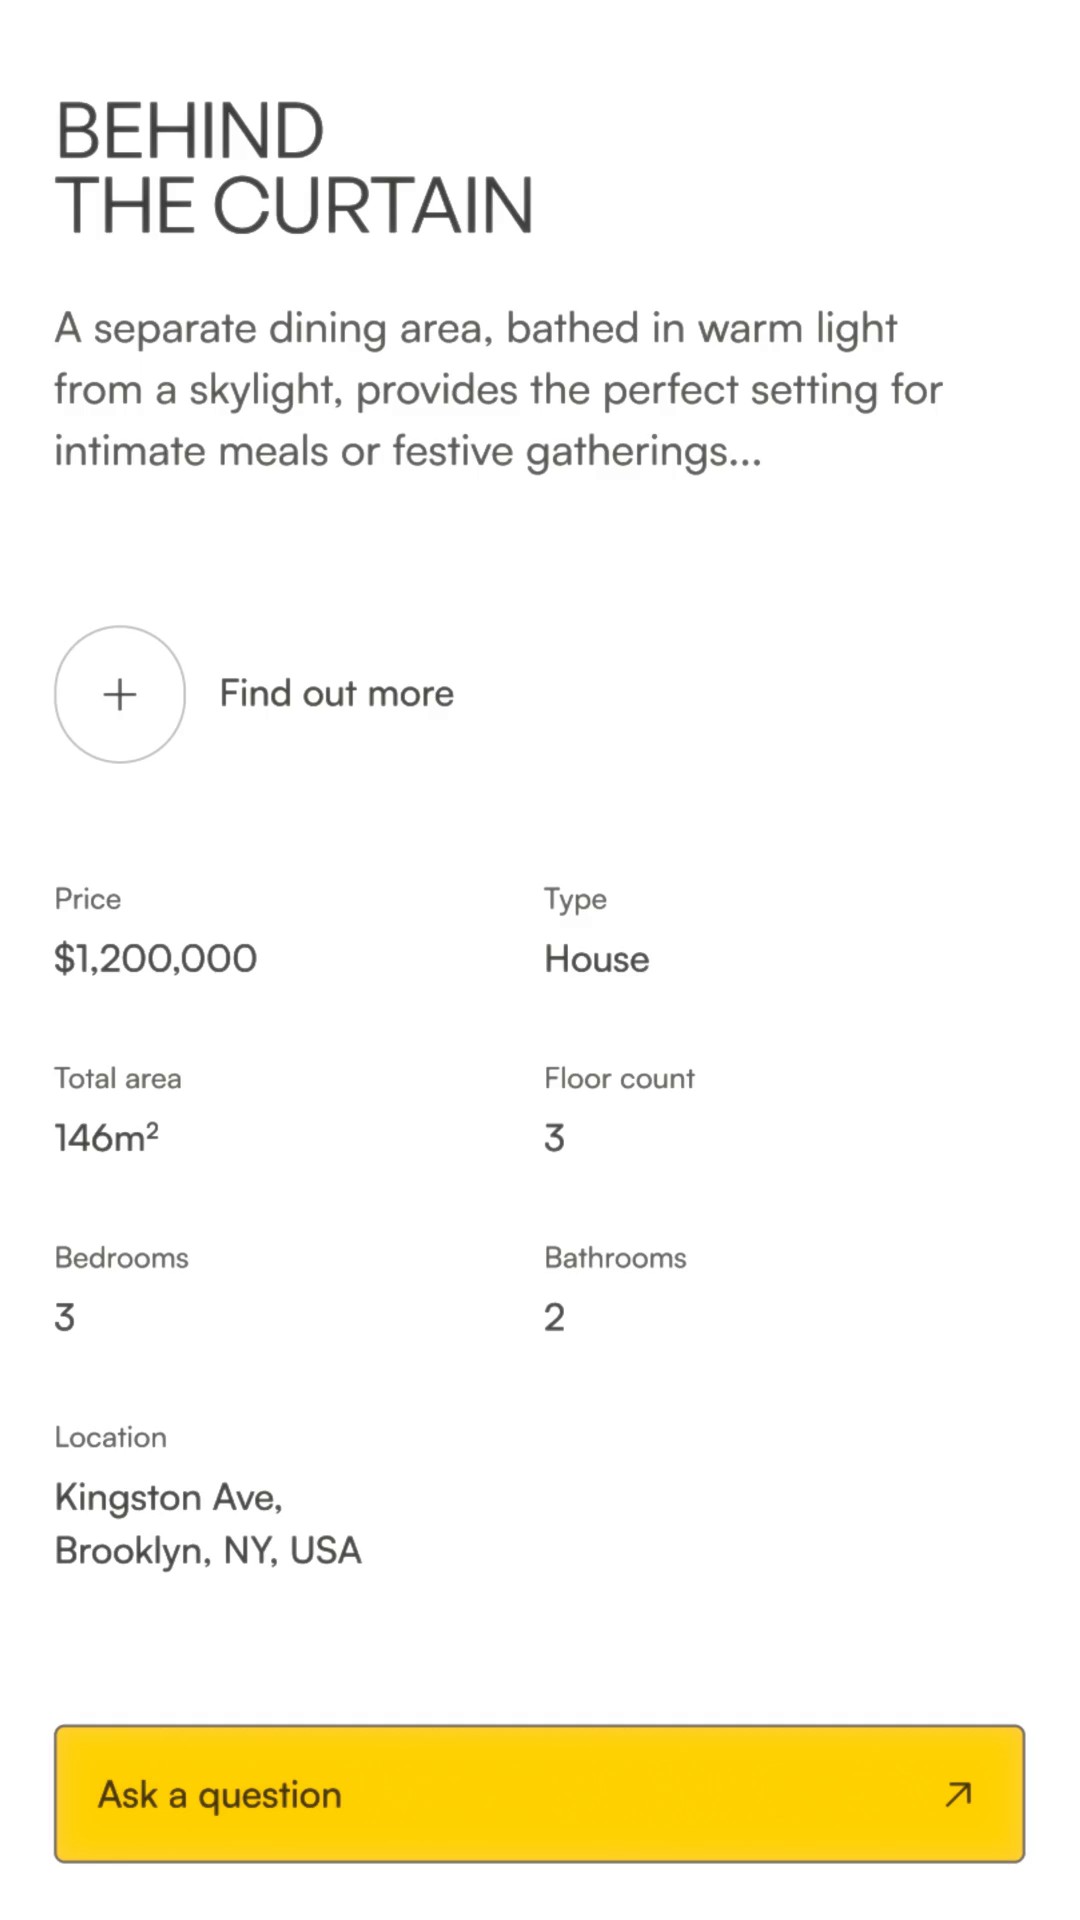 BEHIND
THE CURTAIN
A separate dining area, bathed in warm light
from a skylight, provides the perfect setting for
intimate meals or festive gatherings...
Find out more
Price
$1,200,000
Type
House
Total area
146m²
Floor count
3
Bedrooms
3
Bathrooms
2
Location
Kingston Ave,
Brooklyn, NY, USA
Ask a question